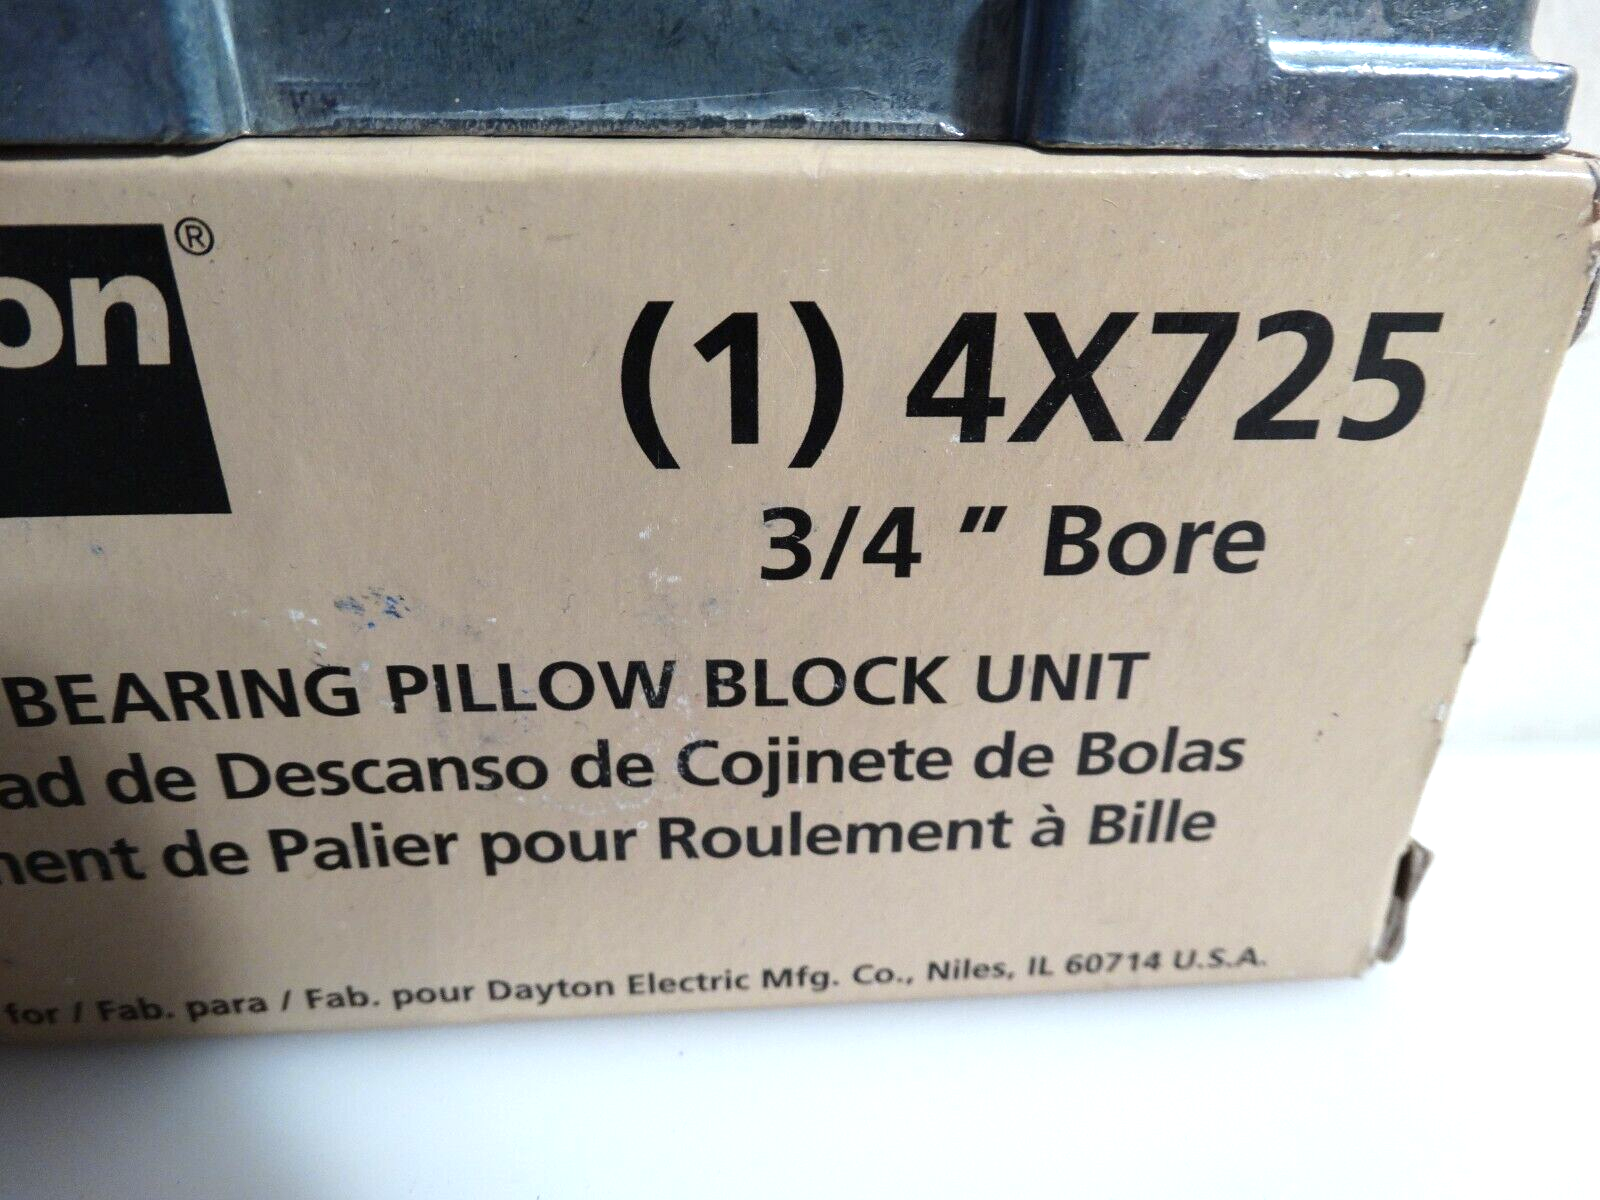 on®
(1) 4X725
3/4 " Bore
BEARING PILLOW BLOCK UNIT
ad de Descanso de Cojinete de Bolas
ment de Palier pour Roulement à Bille
for / Fab. para / Fab. pour Dayton Electric Mfg. Co., Niles, IL 60714 U.S.A.